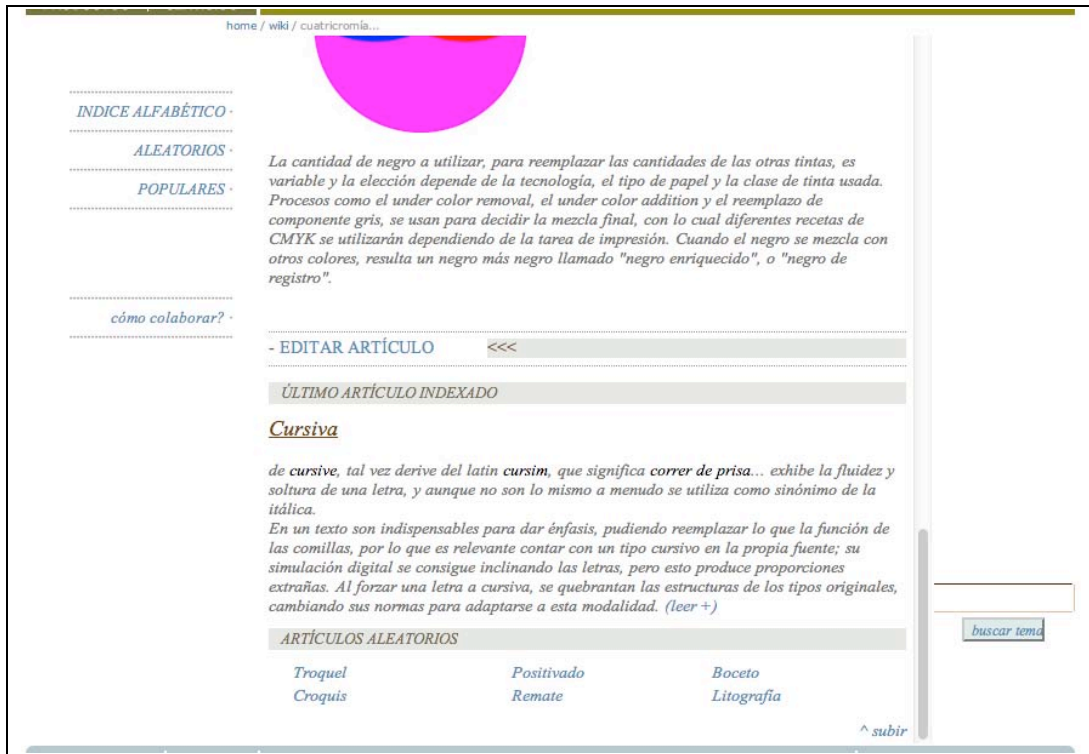 home / wiki / cuatricromía...
INDICE ALFABÉTICO ·
ALEATORIOS ·
POPULARES ·
cómo colaborar? ·
La cantidad de negro a utilizar, para reemplazar las cantidades de las otras tintas, es
variable y la elección depende de la tecnología, el tipo de papel y la clase de tinta usada.
Procesos como el under color removal, el under color addition y el reemplazo de
componente gris, se usan para decidir la mezcla final, con lo cual diferentes recetas de
CMYK se utilizarán dependiendo de la tarea de impresión. Cuando el negro se mezcla con
otros colores, resulta un negro más negro llamado "negro enriquecido", o "negro de
registro".
- EDITAR ARTÍCULO <<<
ÚLTIMO ARTÍCULO INDEXADO
Cursiva
de cursive, tal vez derive del latin cursim, que significa correr de prisa... exhibe la fluidez y
soltura de una letra, y aunque no son lo mismo a menudo se utiliza como sinónimo de la
itálica.
En un texto son indispensables para dar énfasis, pudiendo reemplazar lo que la función de
las comillas, por lo que es relevante contar con un tipo cursivo en la propia fuente; su
simulación digital se consigue inclinando las letras, pero esto produce proporciones
extrañas. Al forzar una letra a cursiva, se quebrantan las estructuras de los tipos originales,
cambiando sus normas para adaptarse a esta modalidad. (leer +)
ARTÍCULOS ALEATORIOS
Troquel Positivado Boceto
Croquis Remate Litografía
^ subir
buscar tema